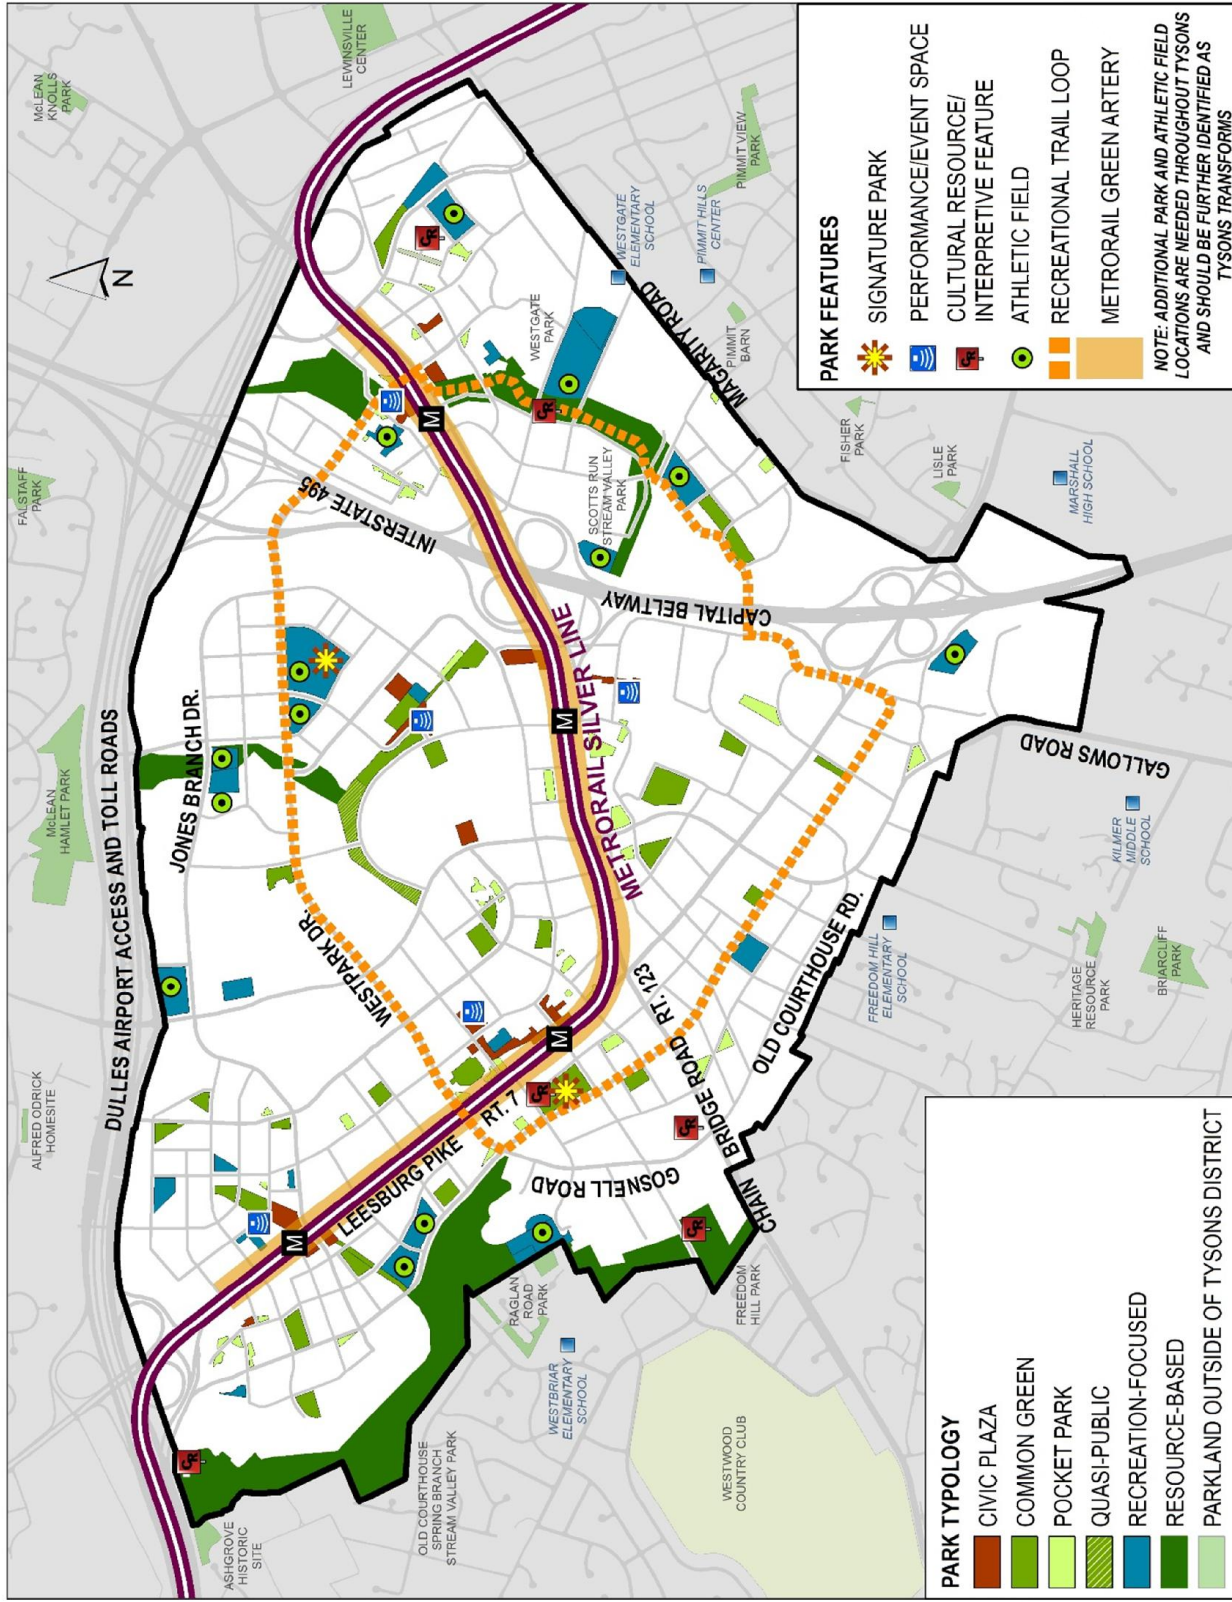 McLEAN
KNOLLS
PARK
LEWINSVILLE
CENTER
FALSTAFF
PARK
McLEAN
HAMLET PARK
ALFRED ODRICK
HOMESITE
ASHGROVE
HISTORIC
SITE
N
DULLES AIRPORT ACCESS AND TOLL ROADS
JONES BRANCH DR.
WESTPARK DR.
INTERSTATE 495
CAPITAL BELTWAY
METRORAIL SILVER LINE
M
M
M
M
LEESBURG PIKE
RT. 7
GOSNELL ROAD
CHAIN BRIDGE ROAD RT. 123
OLD COURTHOUSE RD.
GALLOWS ROAD
MAGARITY ROAD
CR
CR
CR
CR
CR
CR
WESTGATE
PARK
SCOTTS RUN
STREAM VALLEY
PARK
WESTGATE
ELEMENTARY
SCHOOL
PIMMIT HILLS
CENTER
PIMMIT VIEW
PARK
PIMMIT
BARN
FISHER
PARK
LISLE
PARK
MARSHALL
HIGH SCHOOL
KILMER
MIDDLE
SCHOOL
FREEDOM HILL
ELEMENTARY
SCHOOL
HERITAGE
RESOURCE
PARK
BRIARCLIFF
PARK
FREEDOM
HILL PARK
RAGLAN
ROAD
PARK
WESTBRIAR
ELEMENTARY
SCHOOL
OLD COURTHOUSE
SPRING BRANCH
STREAM VALLEY PARK
WESTWOOD
COUNTRY CLUB
PARK TYPOLOGY
CIVIC PLAZA
COMMON GREEN
POCKET PARK
QUASI-PUBLIC
RECREATION-FOCUSED
RESOURCE-BASED
PARKLAND OUTSIDE OF TYSONS DISTRICT
PARK FEATURES
SIGNATURE PARK
PERFORMANCE/EVENT SPACE
CR
CULTURAL RESOURCE/
INTERPRETIVE FEATURE
ATHLETIC FIELD
RECREATIONAL TRAIL LOOP
METRORAIL GREEN ARTERY
NOTE: ADDITIONAL PARK AND ATHLETIC FIELD
LOCATIONS ARE NEEDED THROUGHOUT TYSONS
AND SHOULD BE FURTHER IDENTIFIED AS
TYSONS TRANSFORMS